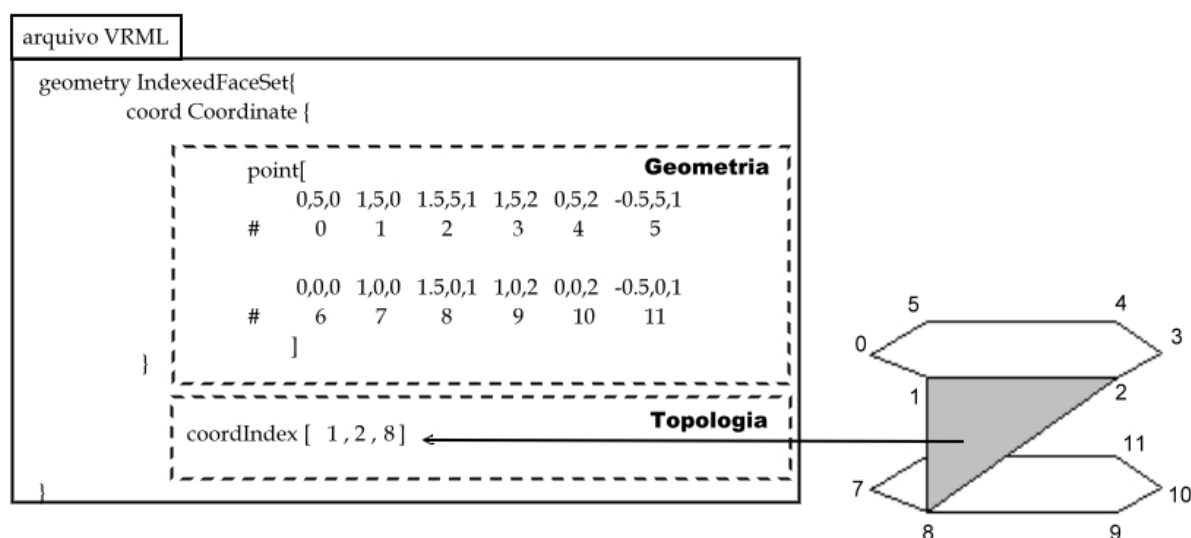 arquivo VRML
geometry IndexedFaceSet{
coord Coordinate {
Geometria
point[
0,5,0 1,5,0 1.5,5,1 1,5,2 0,5,2 -0.5,5,1
# 0 1 2 3 4 5
0,0,0 1,0,0 1.5,0,1 1,0,2 0,0,2 -0.5,0,1
# 6 7 8 9 10 11
]
}
Topologia
coordIndex [ 1 , 2 , 8 ]
}
5 4
0 3
1 2
11
7 10
8 9